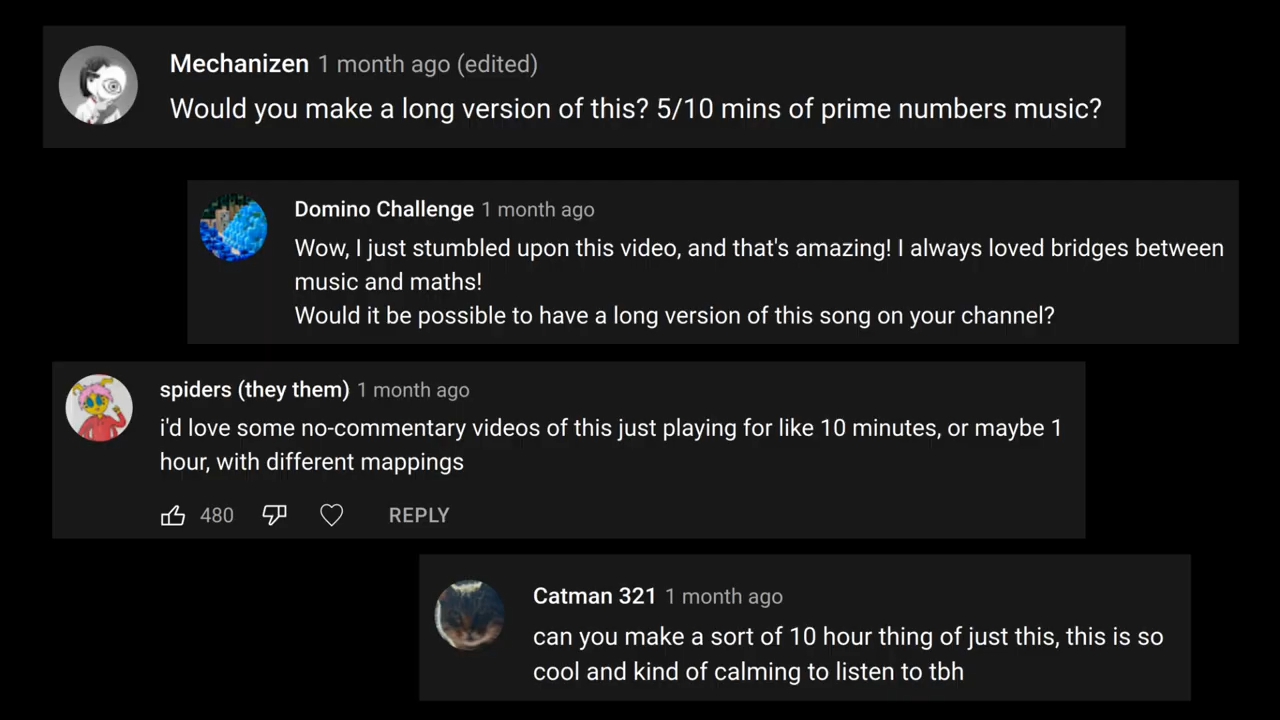 Mechanizen 1 month ago (edited)
Would you make a long version of this? 5/10 mins of prime numbers music?
Domino Challenge 1 month ago
Wow, I just stumbled upon this video, and that's amazing! I always loved bridges between
music and maths!
Would it be possible to have a long version of this song on your channel?
spiders (they them) 1 month ago
i'd love some no-commentary videos of this just playing for like 10 minutes, or maybe 1
hour, with different mappings
480 REPLY
Catman 321 1 month ago
can you make a sort of 10 hour thing of just this, this is so
cool and kind of calming to listen to tbh